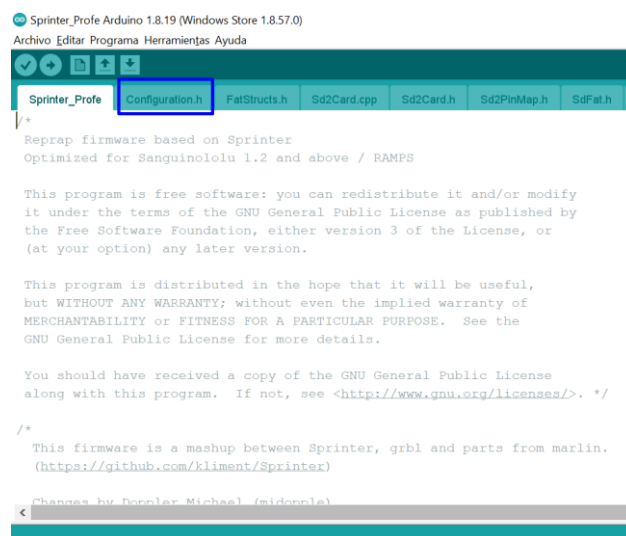 Sprinter_Profe Arduino 1.8.19 (Windows Store 1.8.57.0)
Archivo Editar Programa Herramientas Ayuda
Sprinter_Profe Configuration.h FatStructs.h Sd2Card.cpp Sd2Card.h Sd2PinMap.h SdFat.h
/*
Reprap firmware based on Sprinter
Optimized for Sanguinololu 1.2 and above / RAMPS
This program is free software: you can redistribute it and/or modify
it under the terms of the GNU General Public License as published by
the Free Software Foundation, either version 3 of the License, or
(at your option) any later version.
This program is distributed in the hope that it will be useful,
but WITHOUT ANY WARRANTY; without even the implied warranty of
MERCHANTABILITY or FITNESS FOR A PARTICULAR PURPOSE.  See the
GNU General Public License for more details.
You should have received a copy of the GNU General Public License
along with this program.  If not, see <http://www.gnu.org/licenses/>. */
/*
This firmware is a mashup between Sprinter, grbl and parts from marlin.
(https://github.com/kliment/Sprinter)
Changes by Doppler Michael (midopple)